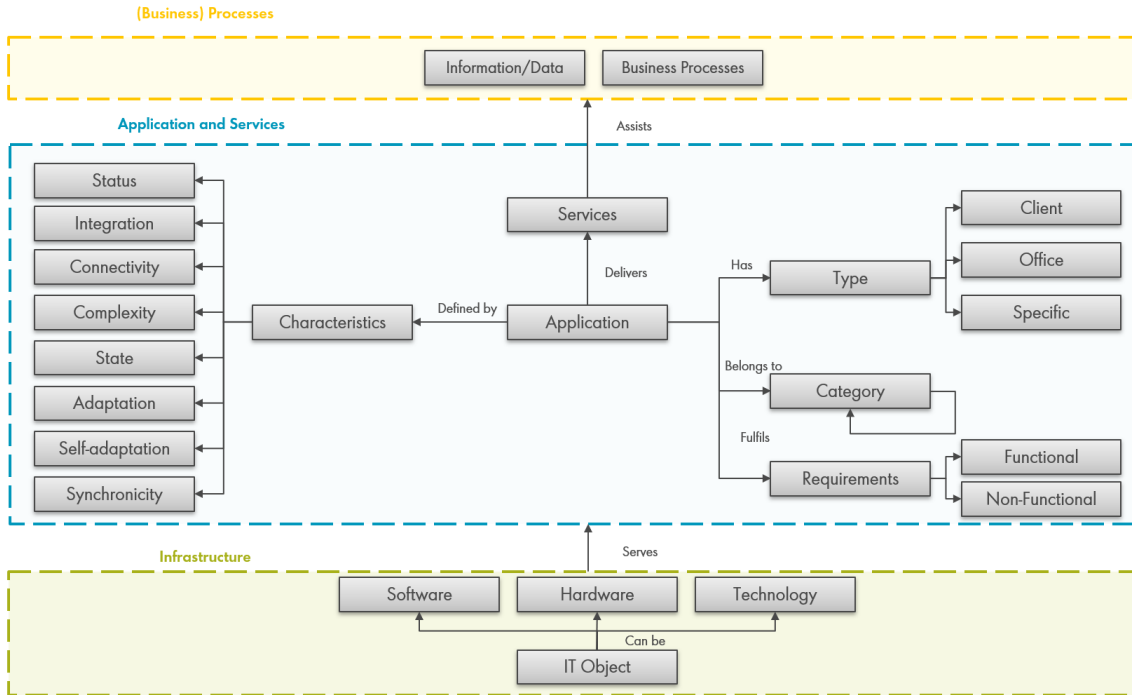 (Business) Processes
Information/Data
Business Processes
Assists
Application and Services
Status
Integration
Connectivity
Complexity
State
Adaptation
Self-adaptation
Synchronicity
Characteristics
Defined by
Services
Delivers
Application
Has
Type
Client
Office
Specific
Belongs to
Category
Fulfils
Requirements
Functional
Non-Functional
Serves
Infrastructure
Software
Hardware
Technology
Can be
IT Object